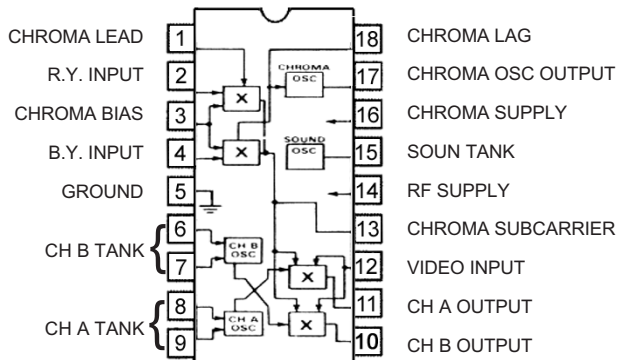 CHROMA LEAD 1 18 CHROMA LAG
R.Y. INPUT 2 CHROMA OSC 17 CHROMA OSC OUTPUT
CHROMA BIAS 3 X 16 CHROMA SUPPLY
B.Y. INPUT 4 X SOUND OSC 15 SOUN TANK
GROUND 5 14 RF SUPPLY
CH B TANK 6 13 CHROMA SUBCARRIER
7 CH B OSC X 12 VIDEO INPUT
CH A TANK 8 CH A OSC 11 CH A OUTPUT
9 X 10 CH B OUTPUT